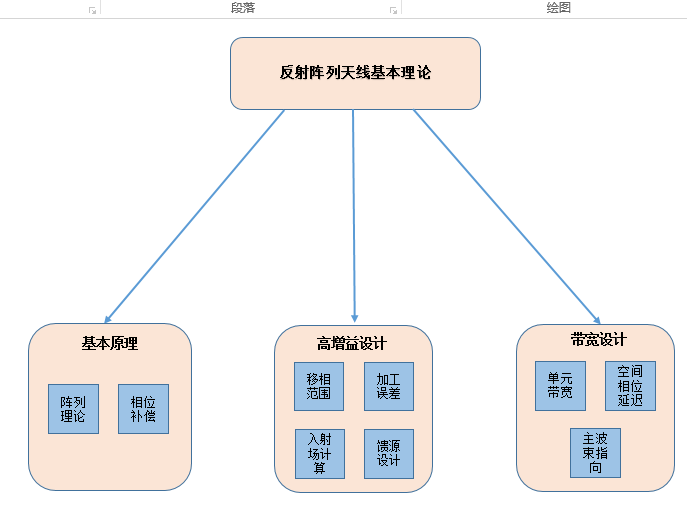 段落 绘图
反射阵列天线基本理论
基本原理
阵列
理论
相位
补偿
高增益设计
移相
范围
加工
误差
入射
场计
算
馈源
设计
带宽设计
单元
带宽
空间
相位
延迟
主波
束指
向